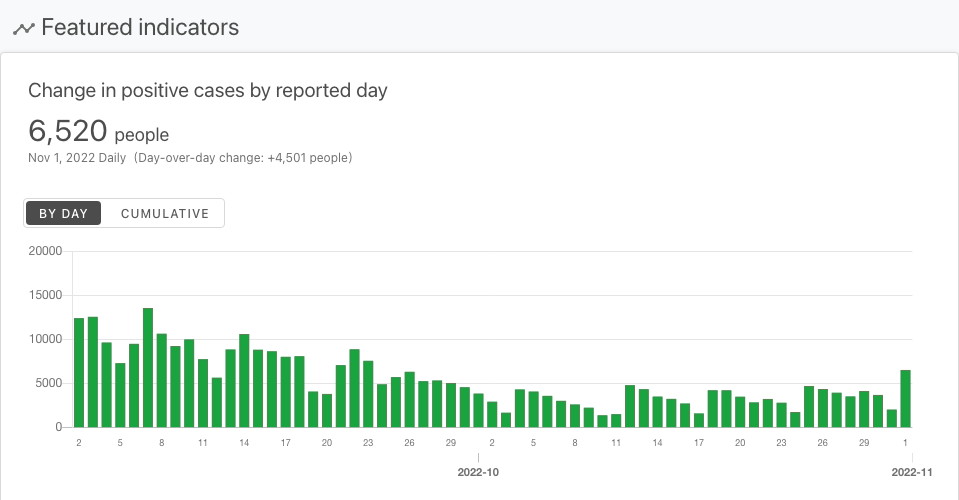 Featured indicators
Change in positive cases by reported day
6,520 people
Nov 1, 2022 Daily (Day-over-day change: +4,501 people)
BY DAY CUMULATIVE
20000
15000
10000
5000
0
2 5 8 11 14 17 20 23 26 29 2 5 8 11 14 17 20 23 26 29 1
2022-10 2022-11